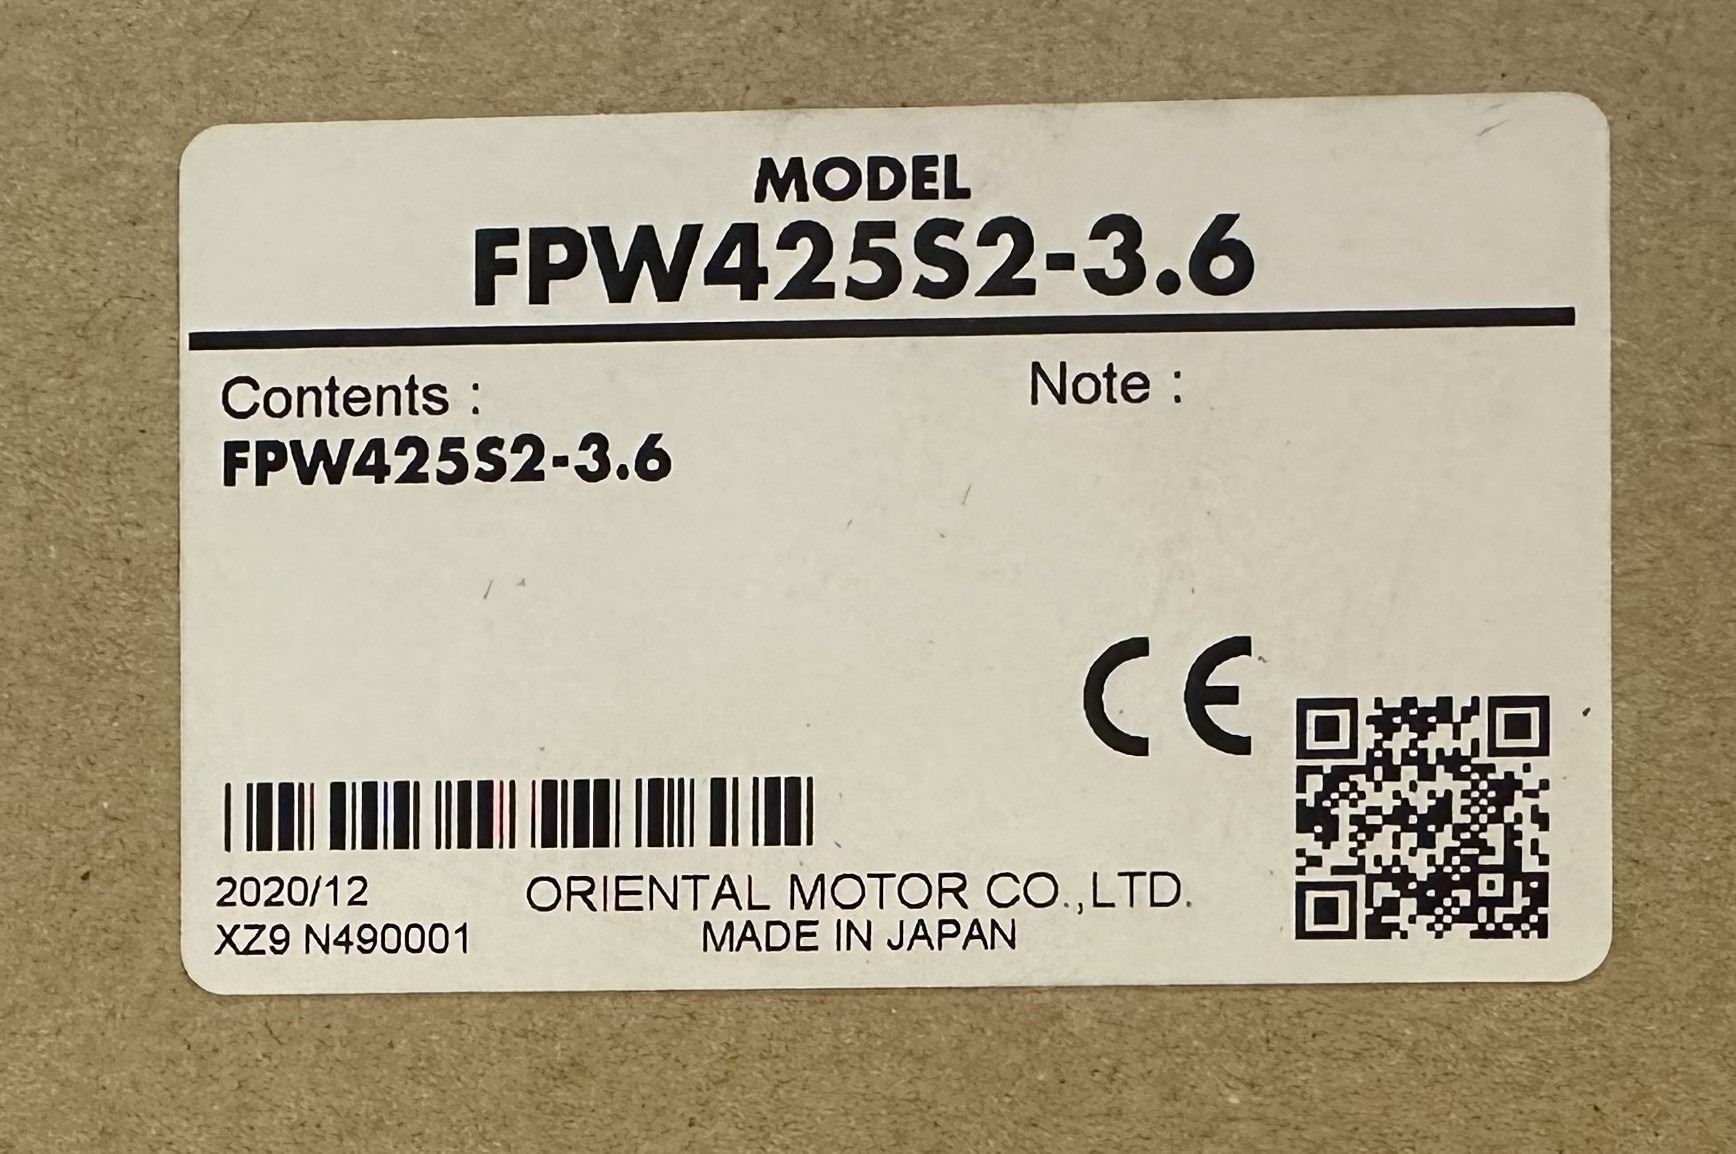 MODEL
FPW425S2-3.6
Contents :
Note :
FPW425S2-3.6
CE
2020/12
ORIENTAL MOTOR CO.,LTD.
XZ9 N490001
MADE IN JAPAN